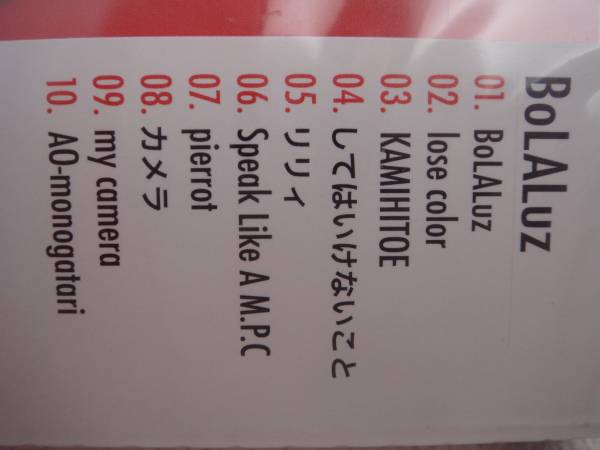 BoLALuz
01. BoLALuz
02. lose color
03. KAMIHITOE
04. してはいけないこと
05. リリィ
06. Speak Like A M.P.C
07. pierrot
08. カメラ
09. my camera
10. AO-monogatari